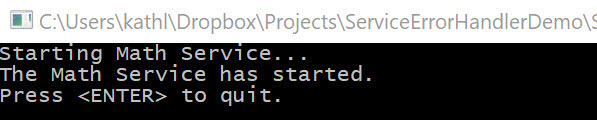 C:\Users\kathl\Dropbox\Projects\ServiceErrorHandlerDemo\S
Starting Math Service...
The Math Service has started.
Press <ENTER> to quit.